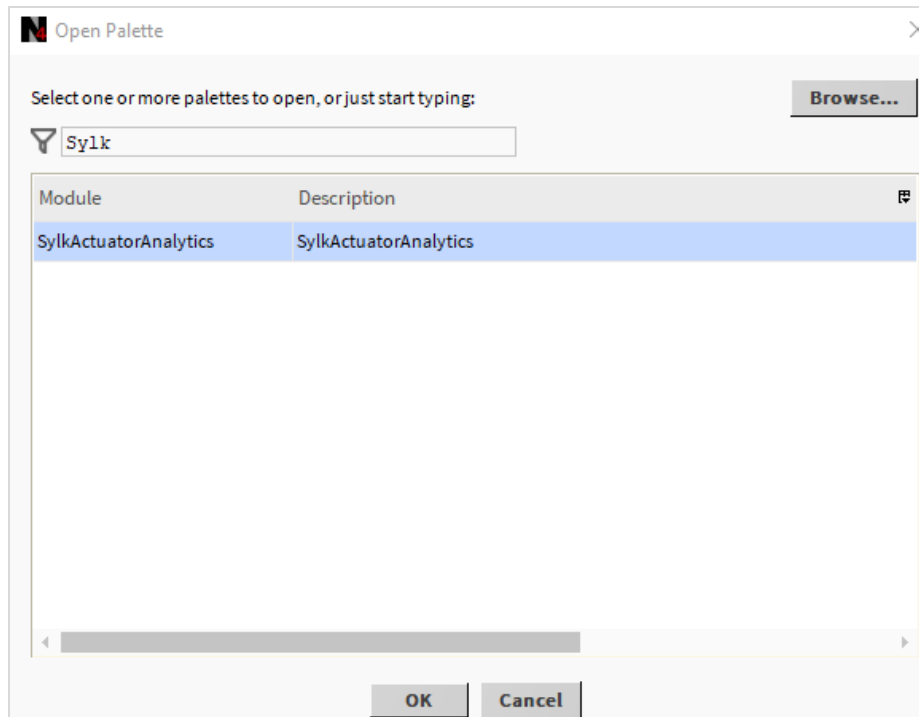 N4 Open Palette
Select one or more palettes to open, or just start typing:
Browse...
Sylk
Module Description
SylkActuatorAnalytics SylkActuatorAnalytics
OK Cancel